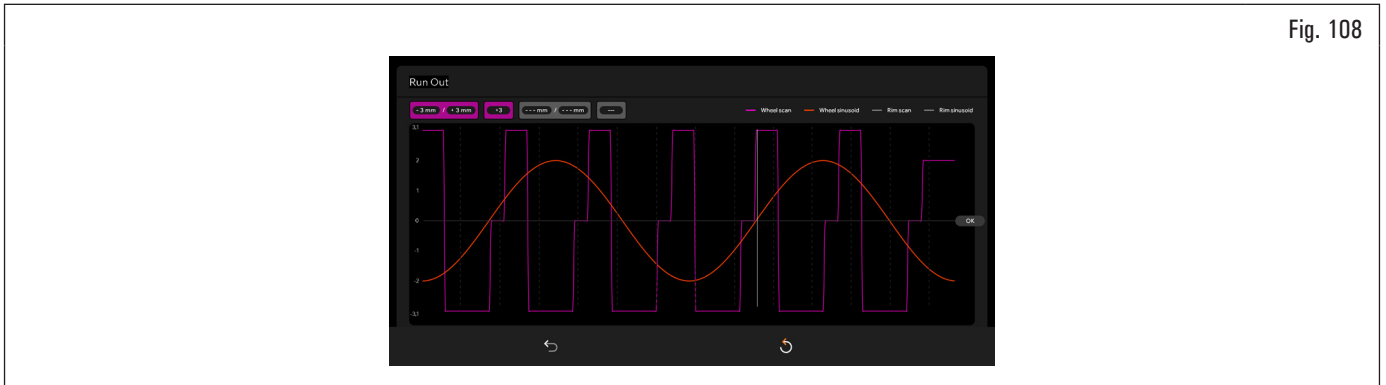 Fig. 108
Run Out
- 3 mm / + 3 mm +3 - - - mm / - - - mm --- Wheel scan Wheel sinusoid Rim scan Rim sinusoid
3,1
2
1
0 OK
-1
-2
-3,1